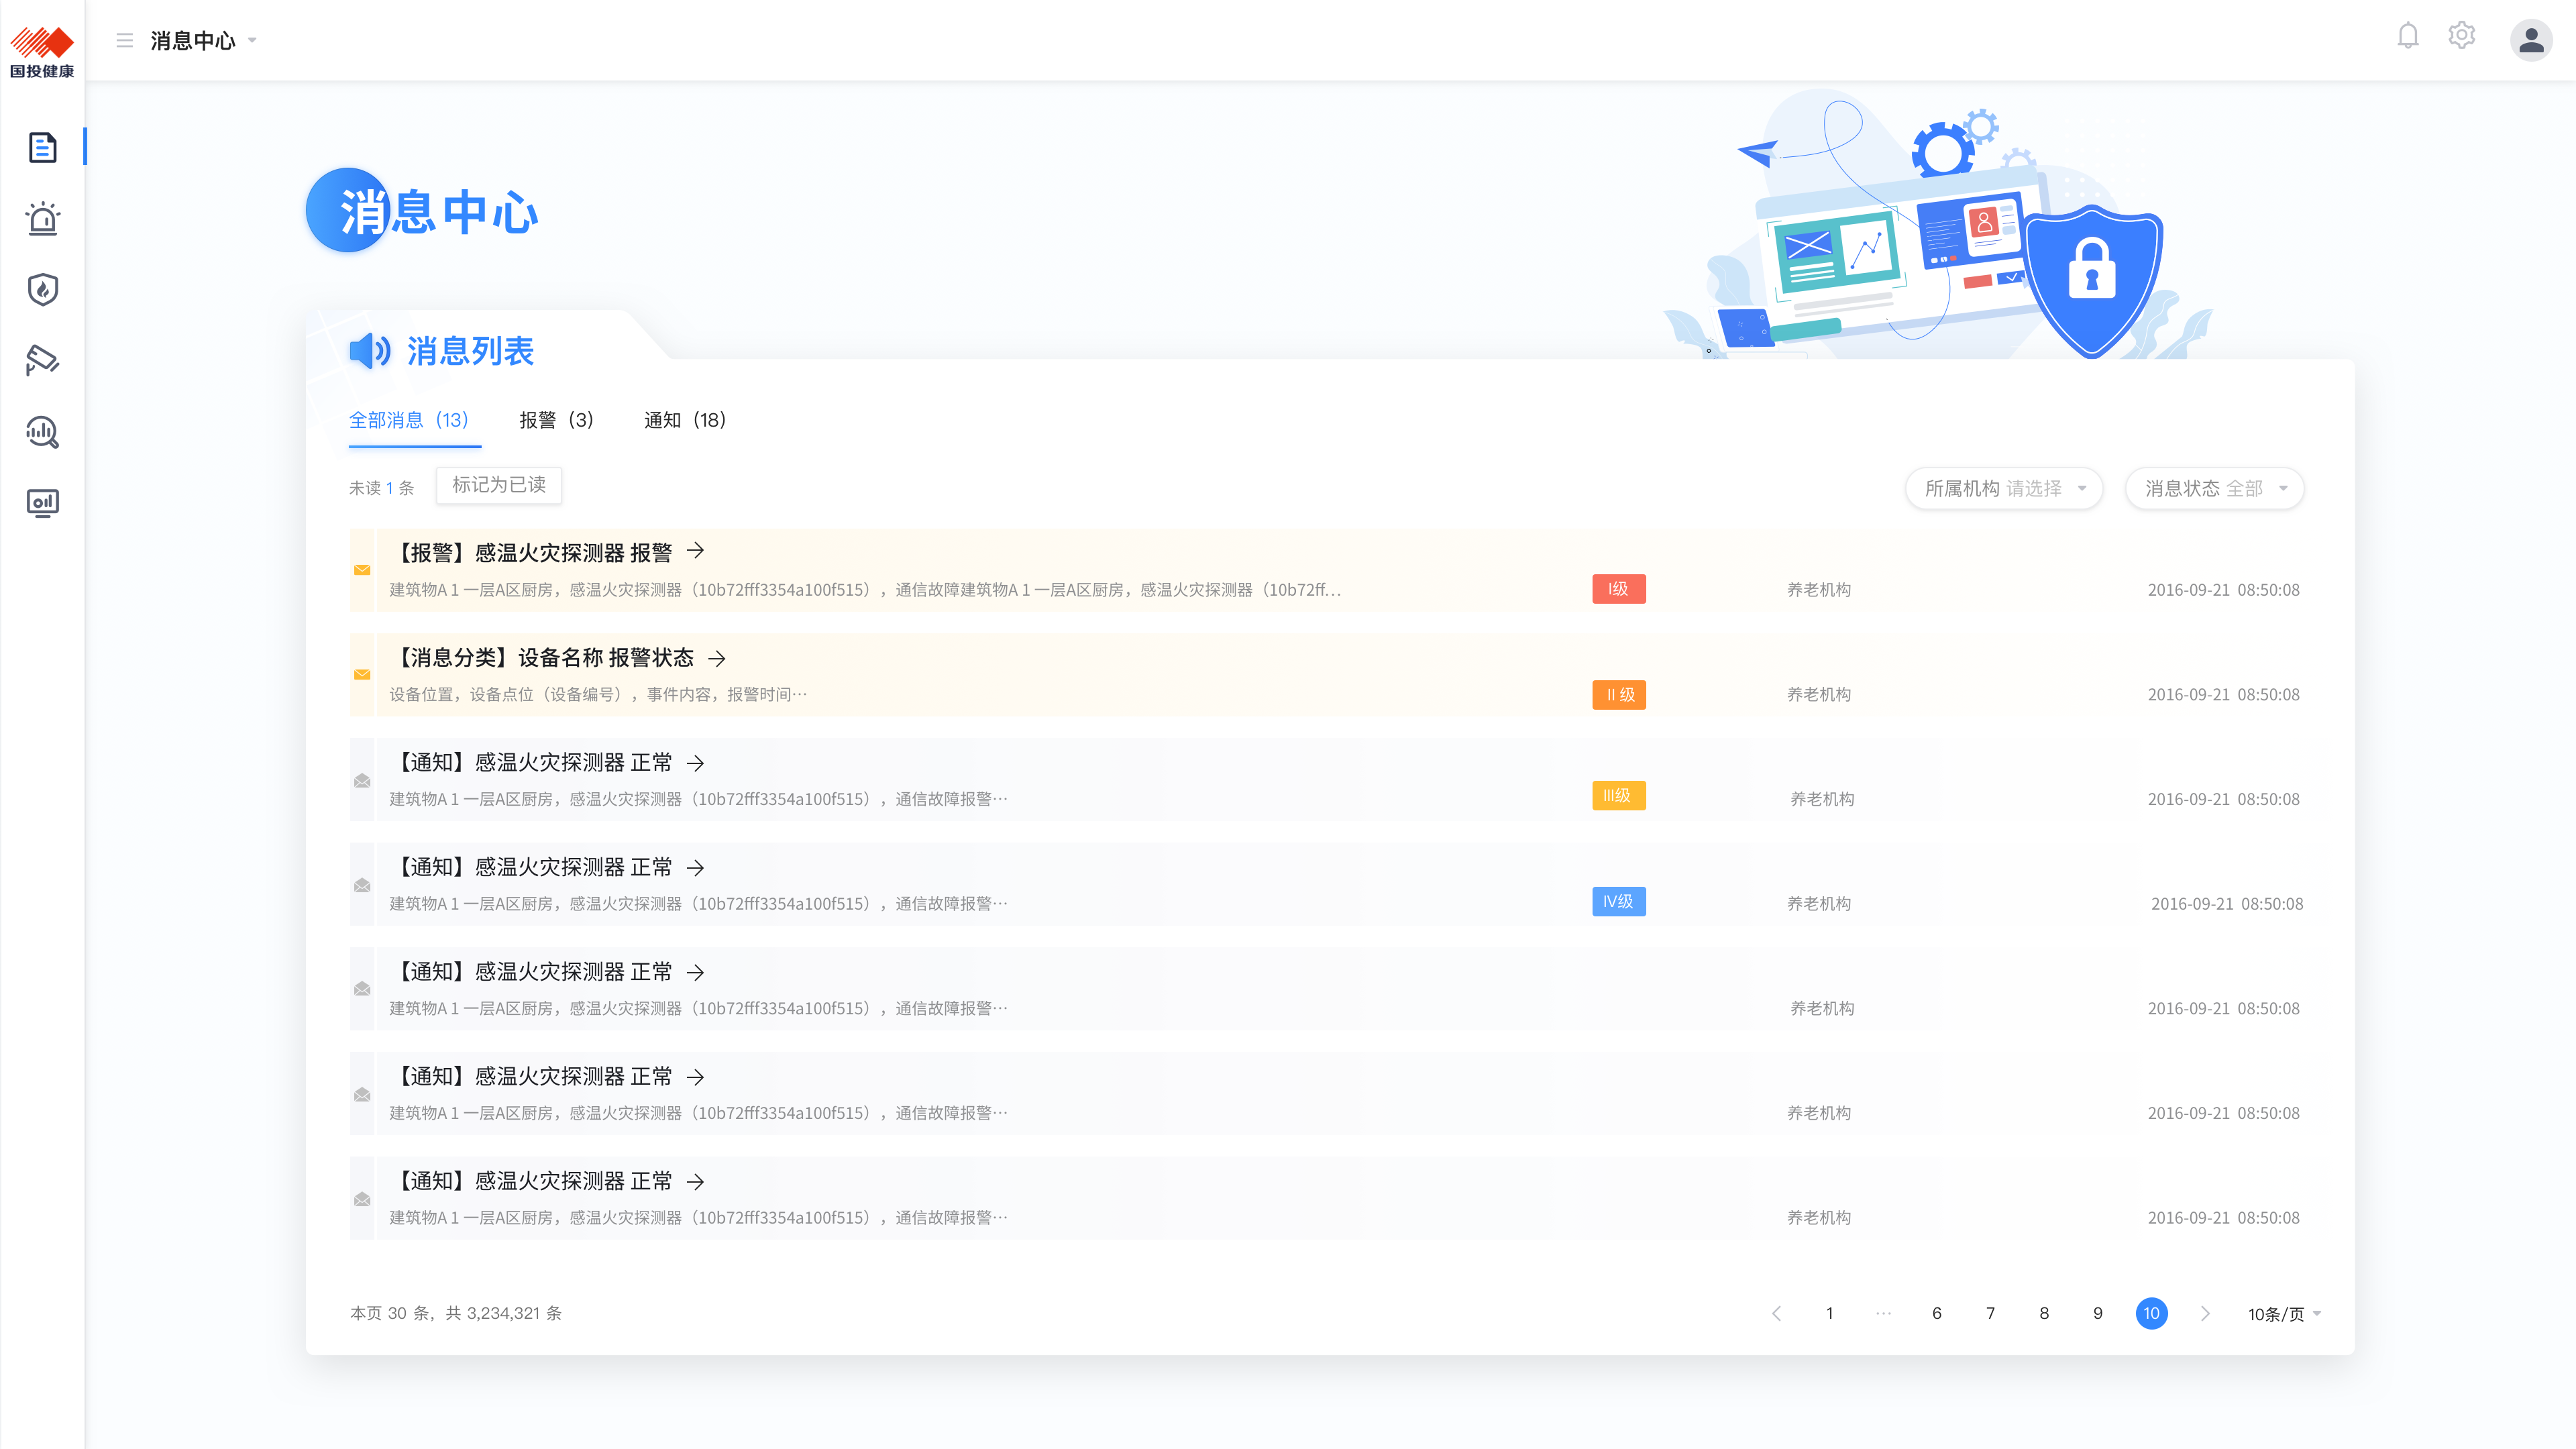 国投健康
消息中心
消息中心
消息列表
全部消息（13） 报警（3） 通知（18）
未读 1 条 标记为已读 所属机构 请选择 消息状态 全部
【报警】感温火灾探测器 报警
建筑物A 1 一层A区厨房，感温火灾探测器（10b72fff3354a100f515），通信故障建筑物A 1 一层A区厨房，感温火灾探测器（10b72ff... I级 养老机构 2016-09-21 08:50:08
【消息分类】设备名称 报警状态
设备位置，设备点位（设备编号），事件内容，报警时间… II 级 养老机构 2016-09-21 08:50:08
【通知】感温火灾探测器 正常
建筑物A 1 一层A区厨房，感温火灾探测器（10b72fff3354a100f515），通信故障报警… III级 养老机构 2016-09-21 08:50:08
【通知】感温火灾探测器 正常
建筑物A 1 一层A区厨房，感温火灾探测器（10b72fff3354a100f515），通信故障报警… IV级 养老机构 2016-09-21 08:50:08
【通知】感温火灾探测器 正常
建筑物A 1 一层A区厨房，感温火灾探测器（10b72fff3354a100f515），通信故障报警… 养老机构 2016-09-21 08:50:08
【通知】感温火灾探测器 正常
建筑物A 1 一层A区厨房，感温火灾探测器（10b72fff3354a100f515），通信故障报警… 养老机构 2016-09-21 08:50:08
【通知】感温火灾探测器 正常
建筑物A 1 一层A区厨房，感温火灾探测器（10b72fff3354a100f515），通信故障报警… 养老机构 2016-09-21 08:50:08
本页 30 条，共 3,234,321 条 1 ··· 6 7 8 9 10 10条/页